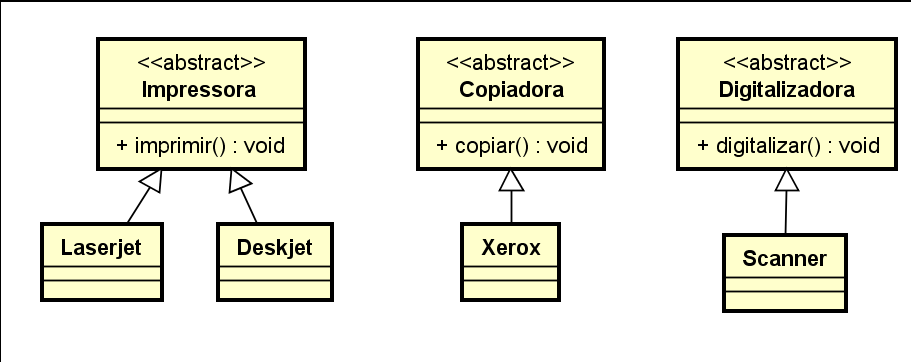 <<abstract>>
Impressora
+ imprimir() : void
<<abstract>>
Copiadora
+ copiar() : void
<<abstract>>
Digitalizadora
+ digitalizar() : void
Laserjet
Deskjet
Xerox
Scanner